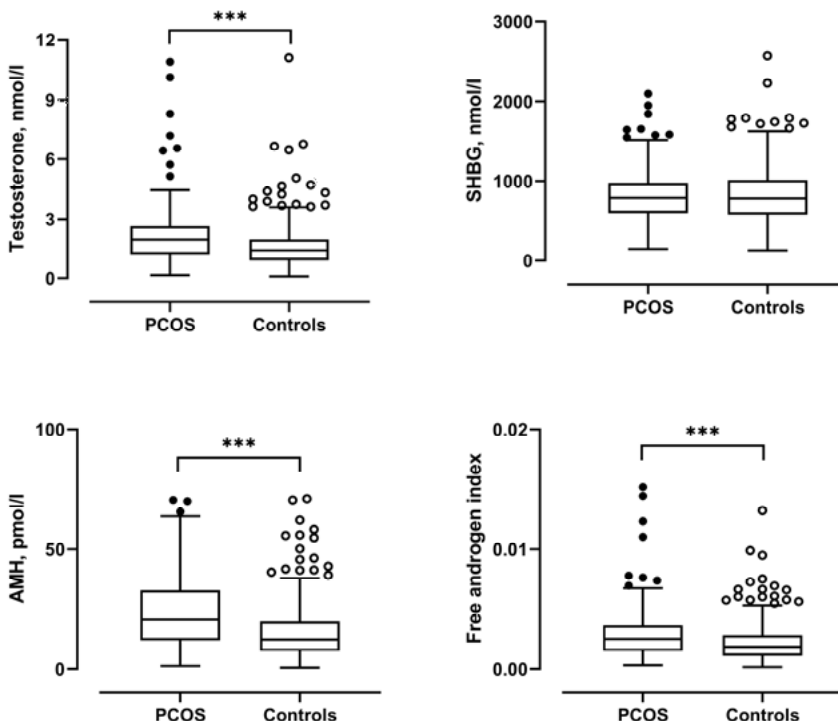 Testosterone, nmol/l
12
9
6
3
0
***
PCOS
Controls
SHBG, nmol/l
3000
2000
1000
0
PCOS
Controls
AMH, pmol/l
100
50
0
***
PCOS
Controls
Free androgen index
0.02
0.01
0.00
***
PCOS
Controls